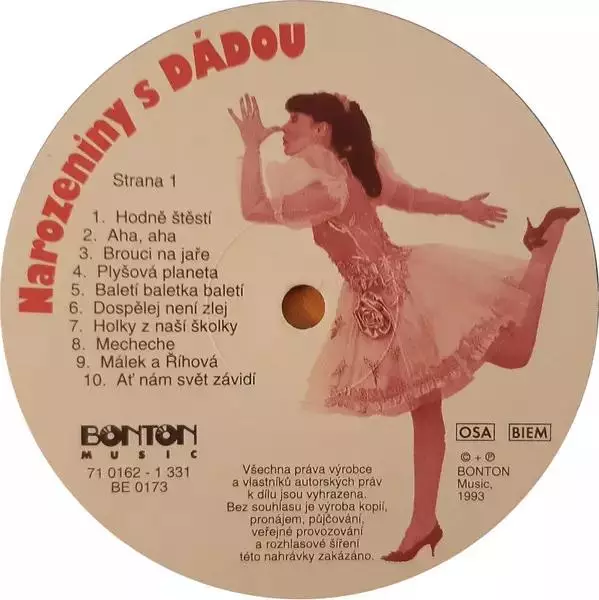 Narozeniny s DÁDOU
Strana 1
1. Hodně štěstí
2. Aha, aha
3. Brouci na jaře
4. Plyšová planeta
5. Baletí baletka baletí
6. Dospělej není zlej
7. Holky z naší školky
8. Mecheche
9. Málek a Říhová
10. Ať nám svět závidí
BONTON
MUSIC
71 0162 - 1 331
BE 0173
Všechna práva výrobce
a vlastníků autorských práv
k dílu jsou vyhrazena.
Bez souhlasu je výroba kopií,
pronájem, půjčování,
veřejné provozování
a rozhlasové šíření
této nahrávky zakázáno.
OSA BIEM
© + ℗
BONTON
Music,
1993